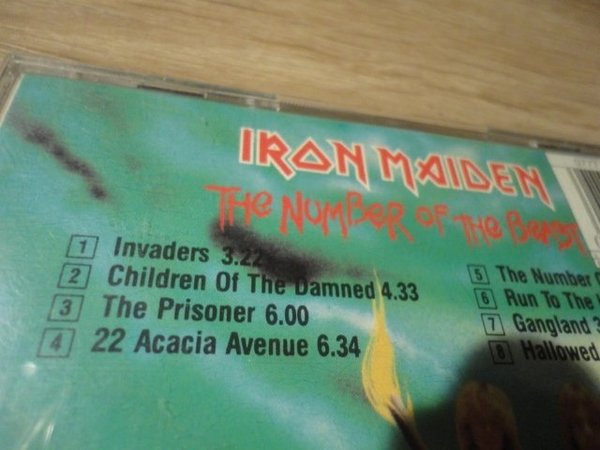 IRON MAIDEN
THE NUMBER OF THE BEAST
1 Invaders 3.22
2 Children Of The Damned 4.33
3 The Prisoner 6.00
4 22 Acacia Avenue 6.34
5 The Number
6 Run To The
7 Gangland 3
8 Hallowed